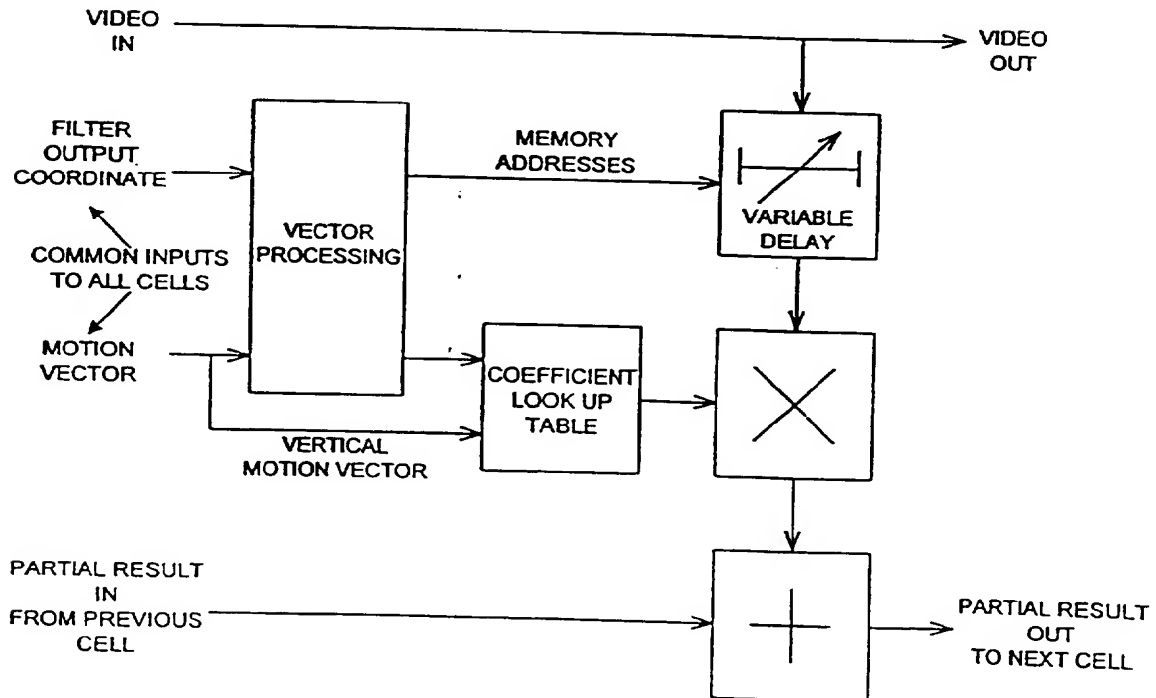 VIDEO
IN
VIDEO
OUT
FILTER
OUTPUT
COORDINATE
MEMORY
ADDRESSES
VECTOR
PROCESSING
VARIABLE
DELAY
COMMON INPUTS
TO ALL CELLS
MOTION
VECTOR
COEFFICIENT
LOOK UP
TABLE
VERTICAL
MOTION VECTOR
PARTIAL RESULT
IN
FROM PREVIOUS
CELL
PARTIAL RESULT
OUT
TO NEXT CELL